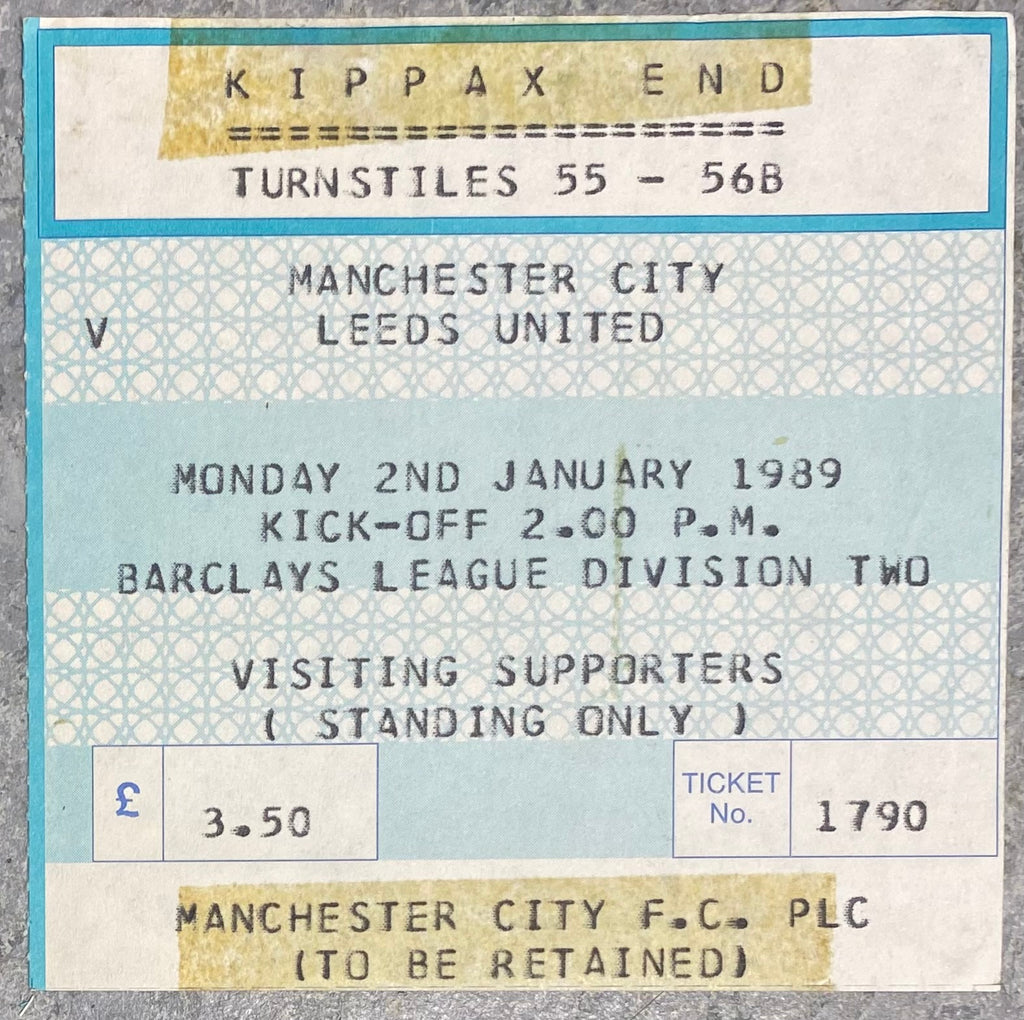 KIPPAX END
===================
TURNSTILES 55 - 56B
MANCHESTER CITY
V LEEDS UNITED
MONDAY 2ND JANUARY 1989
KICK-OFF 2.00 P.M.
BARCLAYS LEAGUE DIVISION TWO
VISITING SUPPORTERS
( STANDING ONLY )
£ 3.50
TICKET No. 1790
MANCHESTER CITY F.C. PLC
(TO BE RETAINED)